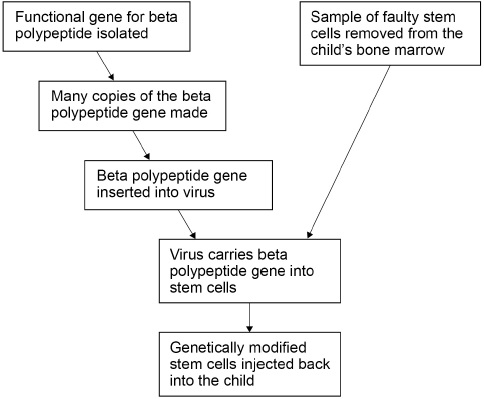 Functional gene for beta
polypeptide isolated
Sample of faulty stem
cells removed from the
child's bone marrow
Many copies of the beta
polypeptide gene made
Beta polypeptide gene
inserted into virus
Virus carries beta
polypeptide gene into
stem cells
Genetically modified
stem cells injected back
into the child